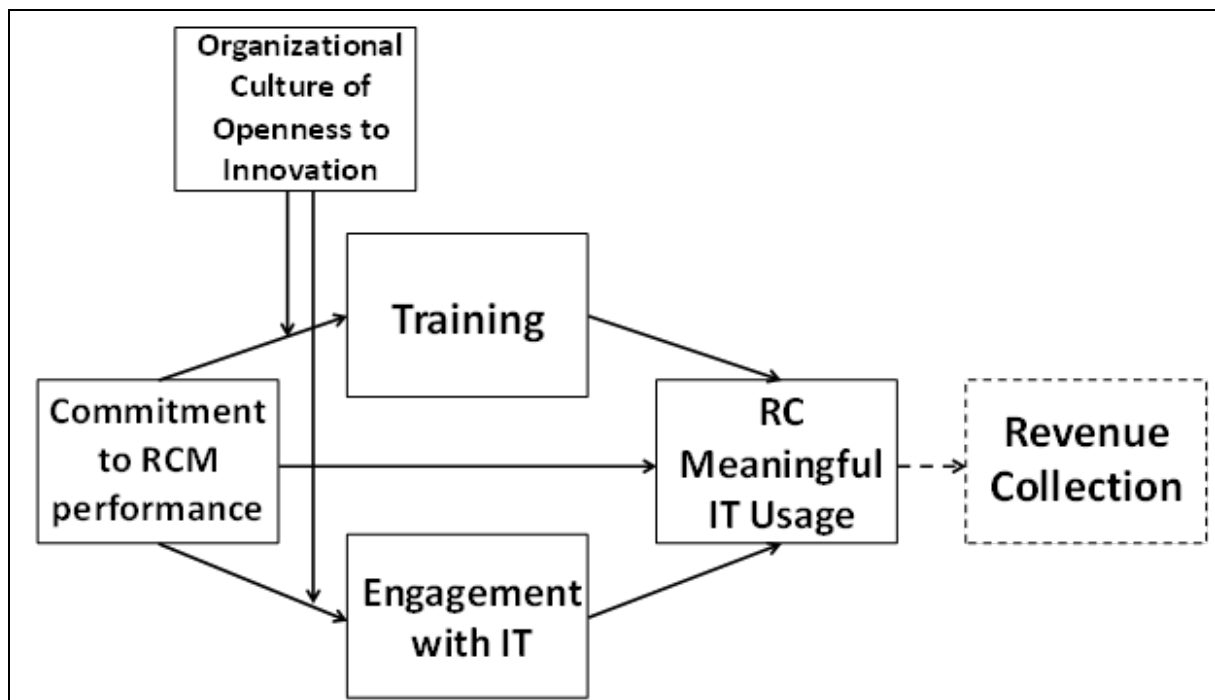 Organizational
Culture of
Openness to
Innovation
Training
Commitment
to RCM
performance
RC
Meaningful
IT Usage
Revenue
Collection
Engagement
with IT